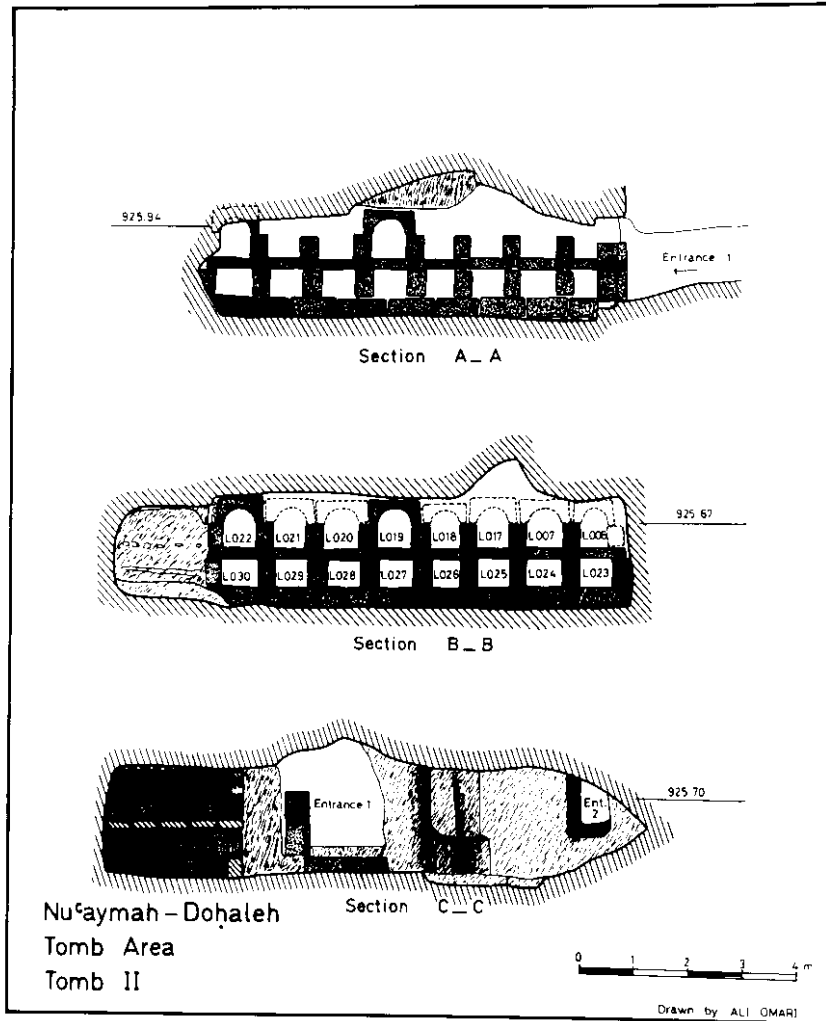 925.94
Entrance 1
Section A_A
L022 L021 L020 L019 L018 L017 L007 L006
925.67
L030 L029 L028 L027 L026 L025 L024 L023
Section B_B
Entrance 1
Ent. 2
925.70
Section C_C
Nuʿaymah-Doḥaleh
Tomb Area
Tomb II
0 1 2 3 4 m
Drawn by ALI OMARI